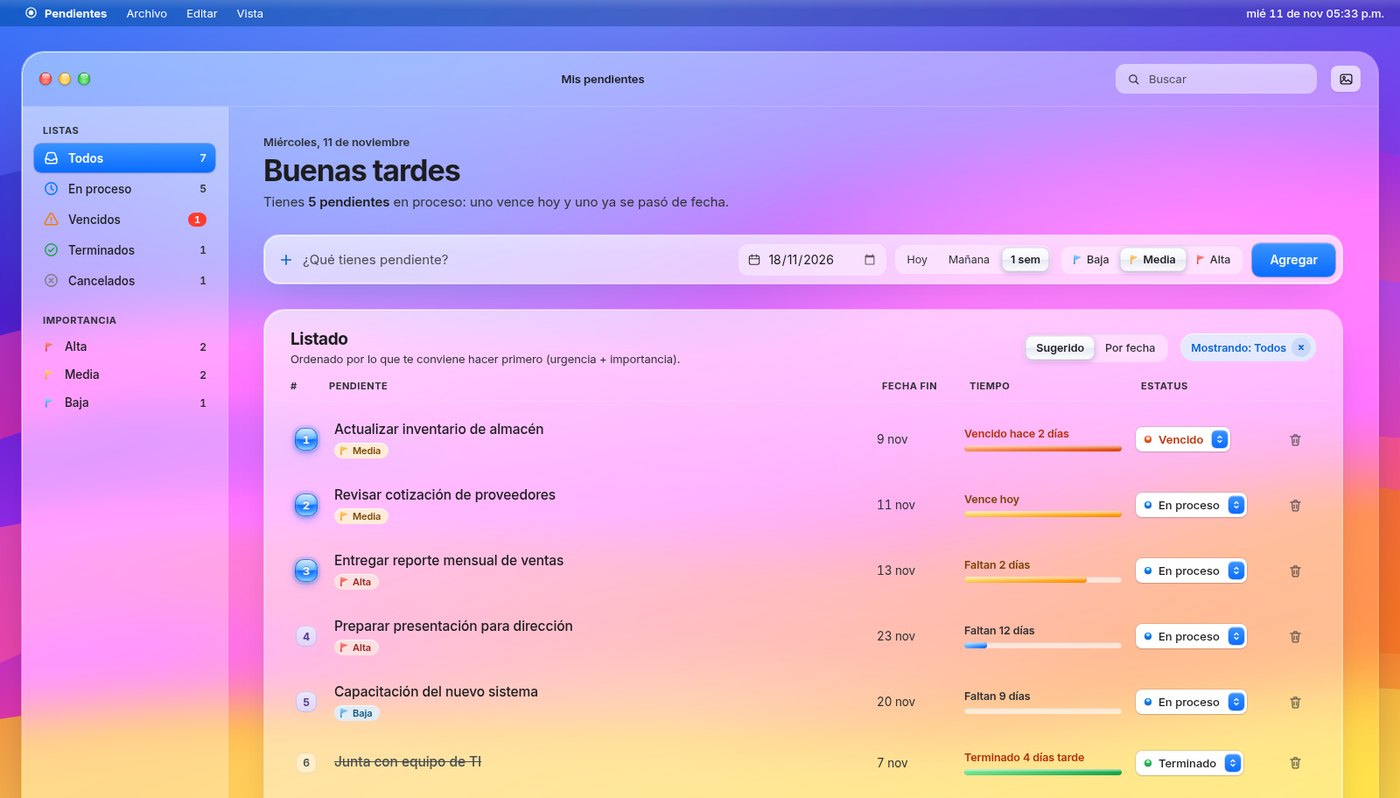 Pendientes Archivo Editar Vista mié 11 de nov 05:33 p.m.
Mis pendientes
Buscar
LISTAS
Todos 7
En proceso 5
Vencidos 1
Terminados 1
Cancelados 1
IMPORTANCIA
Alta 2
Media 2
Baja 1
Miércoles, 11 de noviembre
Buenas tardes
Tienes 5 pendientes en proceso: uno vence hoy y uno ya se pasó de fecha.
+ ¿Qué tienes pendiente? 18/11/2026 Hoy Mañana 1 sem Baja Media Alta Agregar
Listado
Ordenado por lo que te conviene hacer primero (urgencia + importancia).
Sugerido Por fecha Mostrando: Todos ×
# PENDIENTE FECHA FIN TIEMPO ESTATUS
1 Actualizar inventario de almacén 9 nov Vencido hace 2 días Vencido
Media
2 Revisar cotización de proveedores 11 nov Vence hoy En proceso
Media
3 Entregar reporte mensual de ventas 13 nov Faltan 2 días En proceso
Alta
4 Preparar presentación para dirección 23 nov Faltan 12 días En proceso
Alta
5 Capacitación del nuevo sistema 20 nov Faltan 9 días En proceso
Baja
6 Junta con equipo de TI 7 nov Terminado 4 días tarde Terminado